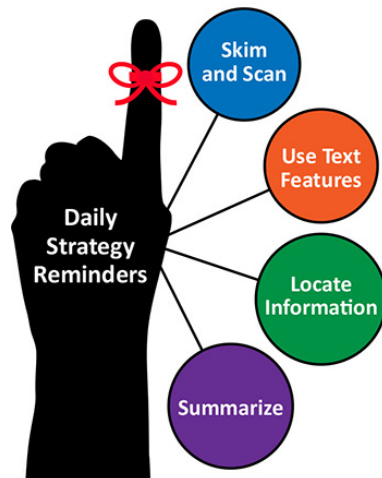 Daily
Strategy
Reminders
Skim
and Scan
Use Text
Features
Locate
Information
Summarize